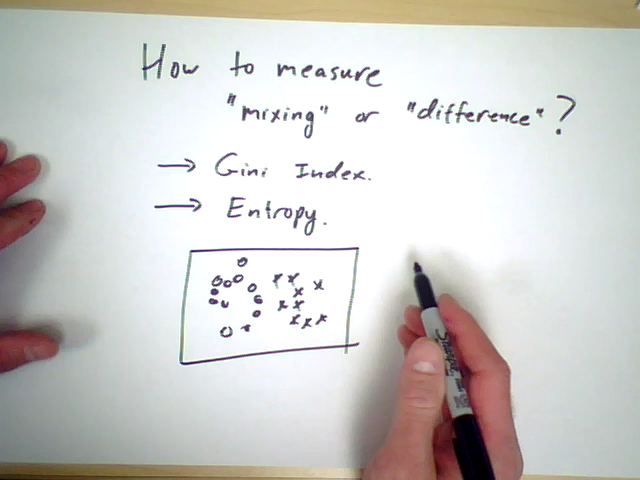 How to measure
"mixing" or "difference"?
→ Gini Index.
→ Entropy.